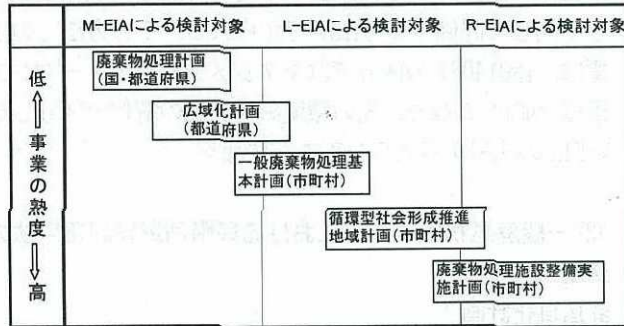 M-EIAによる検討対象 L-EIAによる検討対象 R-EIAによる検討対象
低
事業の熟度
高
廃棄物処理計画
(国・都道府県)
広域化計画
(都道府県)
一般廃棄物処理基
本計画(市町村)
循環型社会形成推進
地域計画(市町村)
廃棄物処理施設整備実
施計画(市町村)